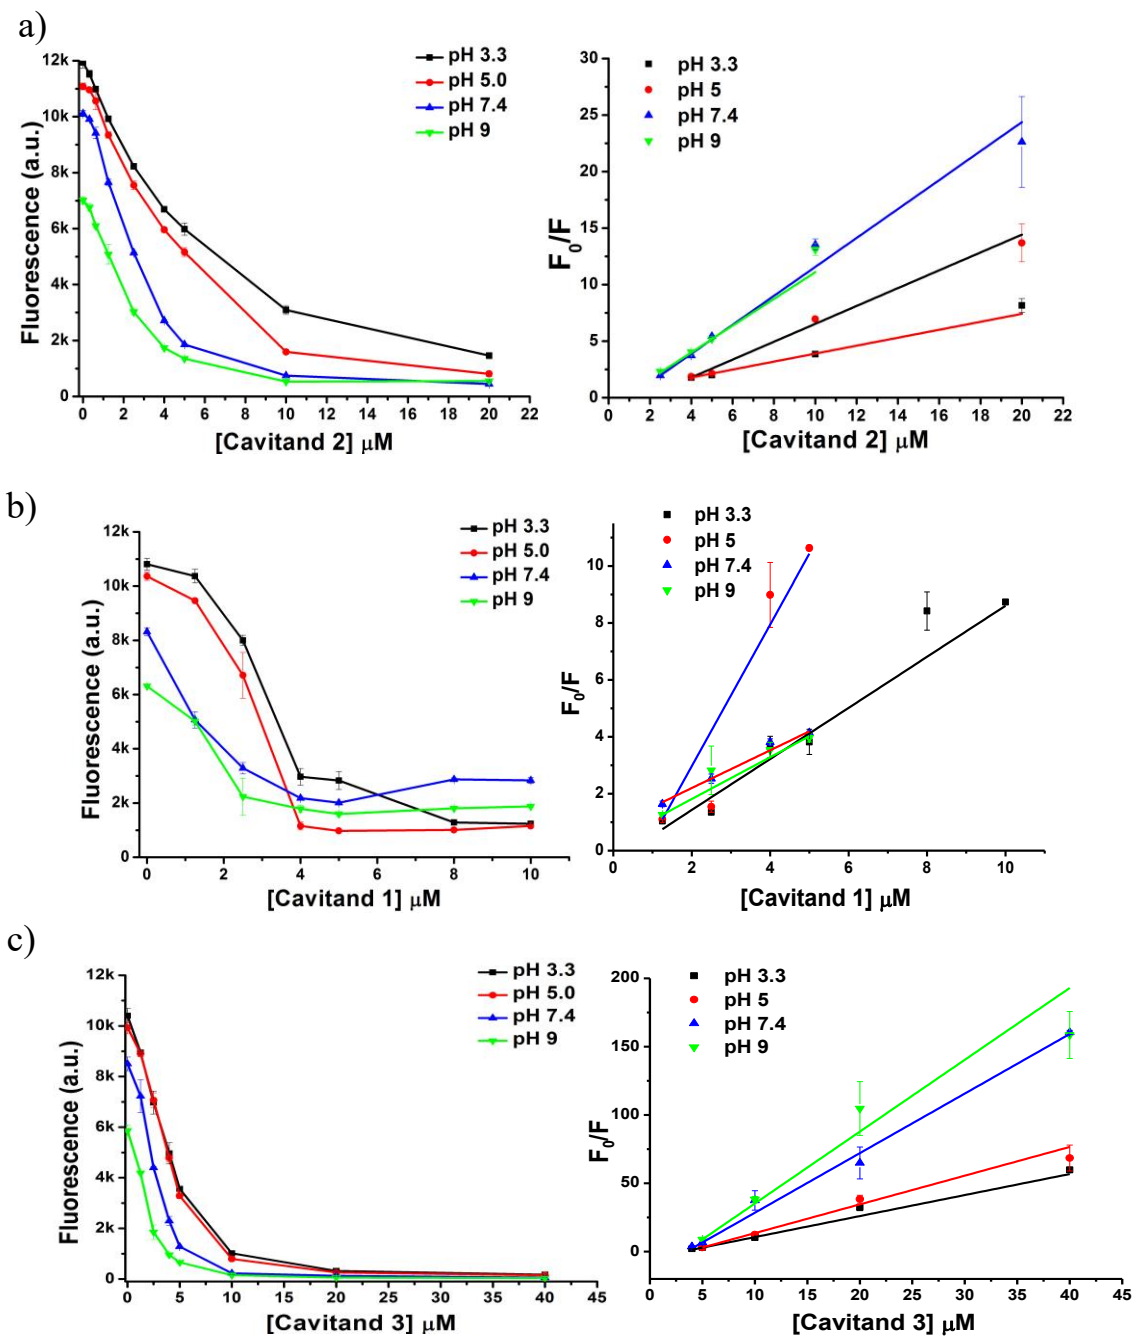 a)
12k
10k
8k
6k
4k
2k
0
Fluorescence (a.u.)
pH 3.3
pH 5.0
pH 7.4
pH 9
0 2 4 6 8 10 12 14 16 18 20 22
[Cavitand 2] μM
30
25
20
15
10
5
0
F0/F
pH 3.3
pH 5
pH 7.4
pH 9
0 2 4 6 8 10 12 14 16 18 20 22
[Cavitand 2] μM
b)
12k
10k
8k
6k
4k
2k
0
Fluorescence (a.u.)
pH 3.3
pH 5.0
pH 7.4
pH 9
0 2 4 6 8 10
[Cavitand 1] μM
10
8
6
4
2
0
F0/F
pH 3.3
pH 5
pH 7.4
pH 9
0 2 4 6 8 10
[Cavitand 1] μM
c)
12k
10k
8k
6k
4k
2k
0
Fluorescence (a.u.)
pH 3.3
pH 5.0
pH 7.4
pH 9
0 5 10 15 20 25 30 35 40 45
[Cavitand 3] μM
200
150
100
50
0
F0/F
pH 3.3
pH 5
pH 7.4
pH 9
0 5 10 15 20 25 30 35 40 45
[Cavitand 3] μM